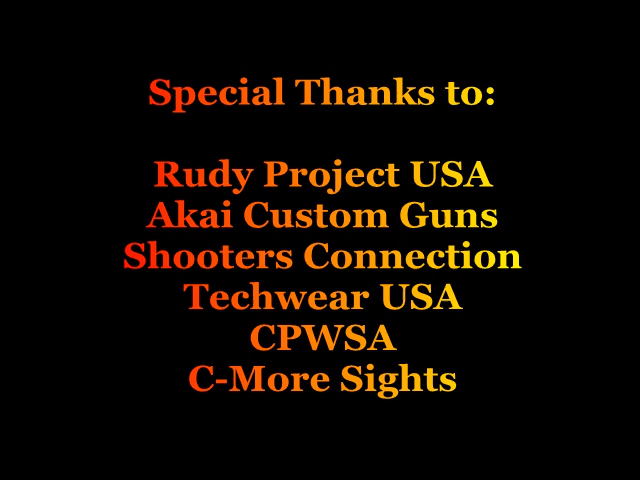 Special Thanks to:
Rudy Project USA
Akai Custom Guns
Shooters Connection
Techwear USA
CPWSA
C-More Sights